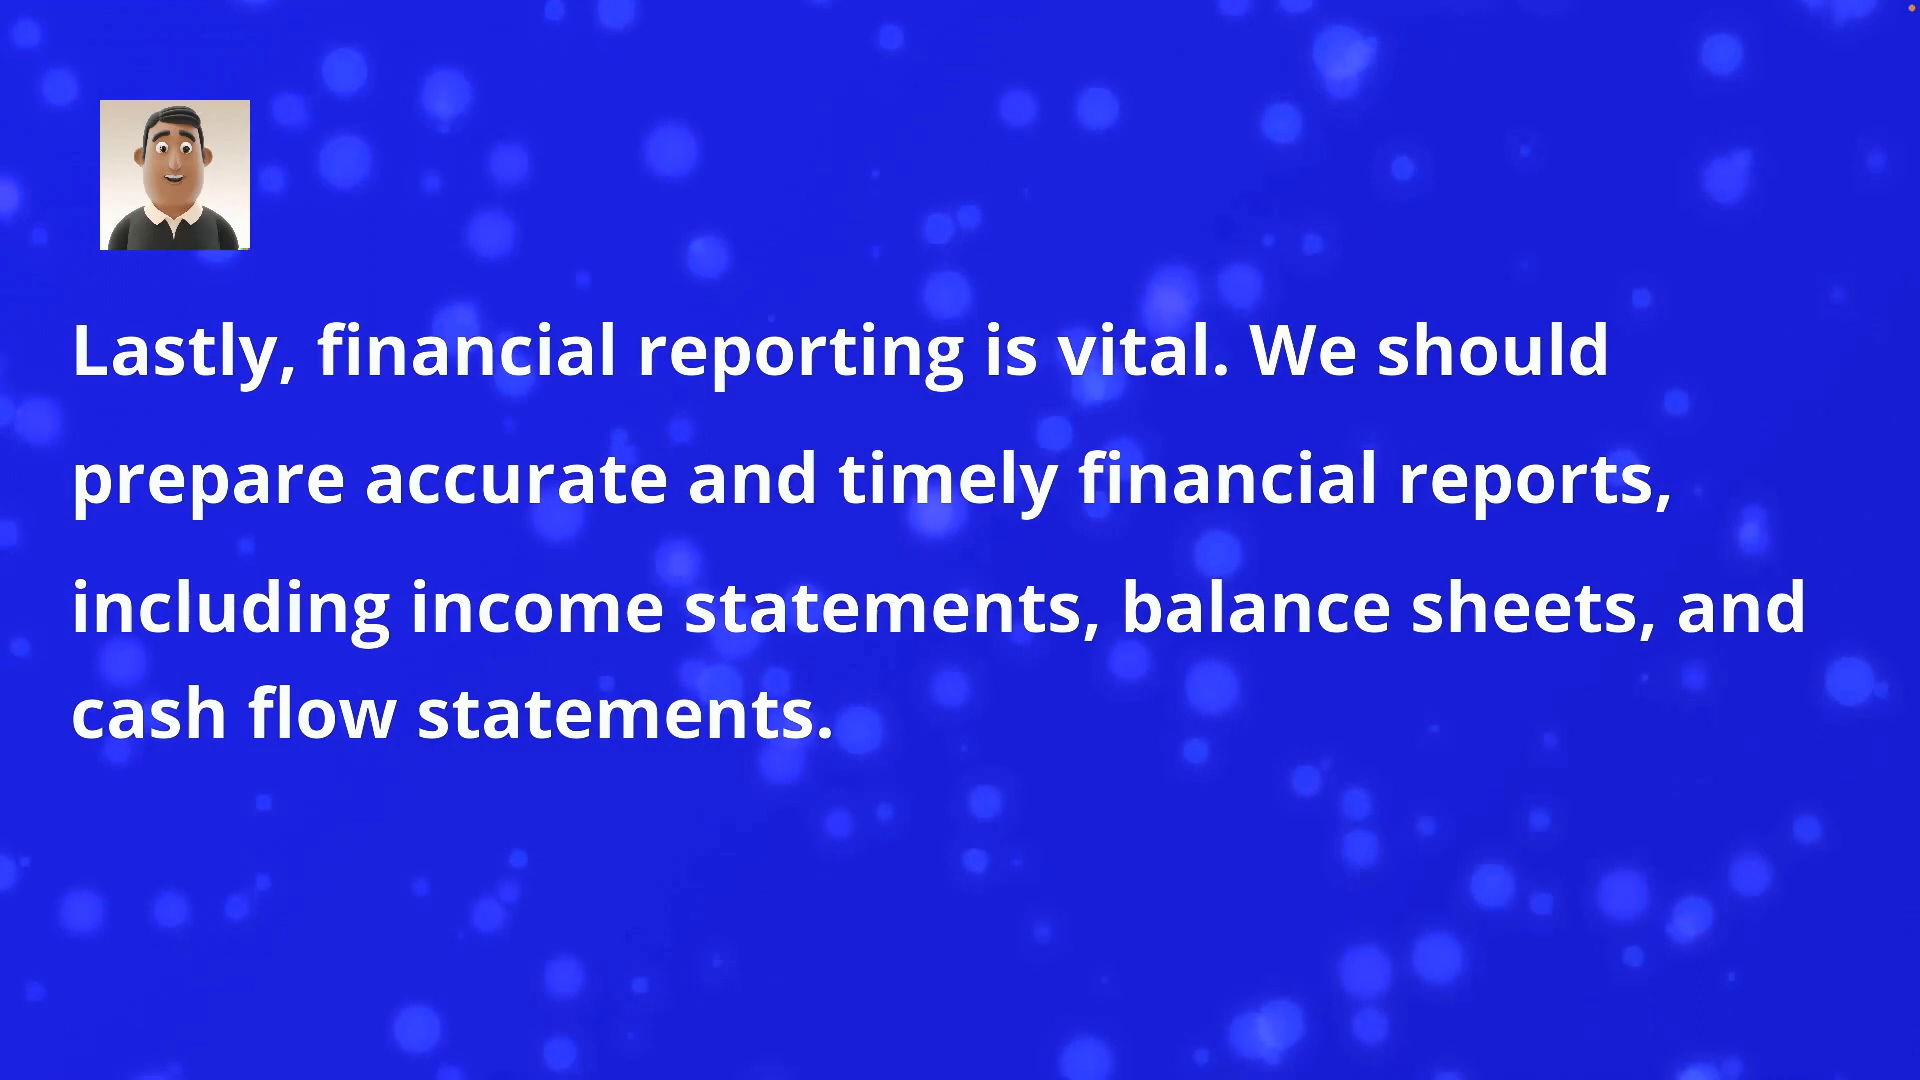 Lastly, financial reporting is vital. We should
prepare accurate and timely financial reports,
including income statements, balance sheets, and
cash flow statements.